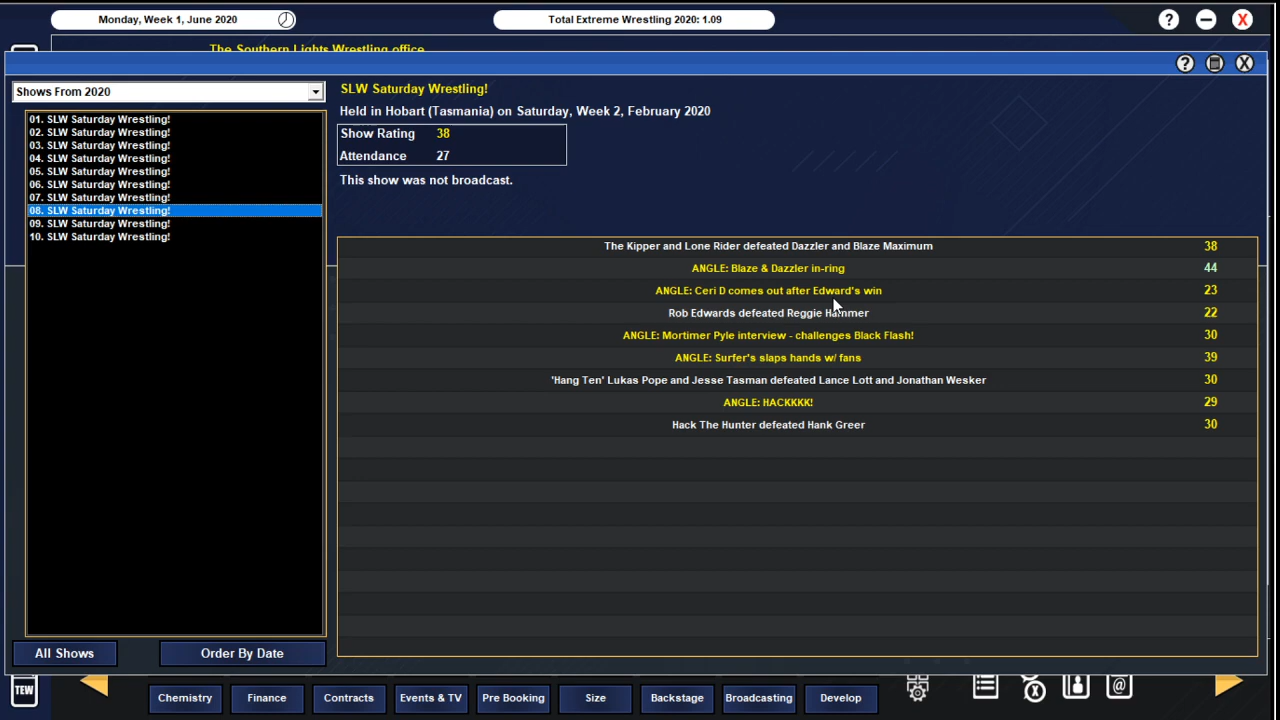 Monday, Week 1, June 2020
Total Extreme Wrestling 2020: 1.09
? X
The Southern Lights Wrestling office
? X
Shows From 2020
01. SLW Saturday Wrestling!
02. SLW Saturday Wrestling!
03. SLW Saturday Wrestling!
04. SLW Saturday Wrestling!
05. SLW Saturday Wrestling!
06. SLW Saturday Wrestling!
07. SLW Saturday Wrestling!
08. SLW Saturday Wrestling!
09. SLW Saturday Wrestling!
10. SLW Saturday Wrestling!
SLW Saturday Wrestling!
Held in Hobart (Tasmania) on Saturday, Week 2, February 2020
Show Rating 38
Attendance 27
This show was not broadcast.
The Kipper and Lone Rider defeated Dazzler and Blaze Maximum 38
ANGLE: Blaze & Dazzler in-ring 44
ANGLE: Ceri D comes out after Edward's win 23
Rob Edwards defeated Reggie Hammer 22
ANGLE: Mortimer Pyle interview - challenges Black Flash! 30
ANGLE: Surfer's slaps hands w/ fans 39
'Hang Ten' Lukas Pope and Jesse Tasman defeated Lance Lott and Jonathan Wesker 30
ANGLE: HACKKKK! 29
Hack The Hunter defeated Hank Greer 30
All Shows
Order By Date
TEW
Chemistry
Finance
Contracts
Events & TV
Pre Booking
Size
Backstage
Broadcasting
Develop
@